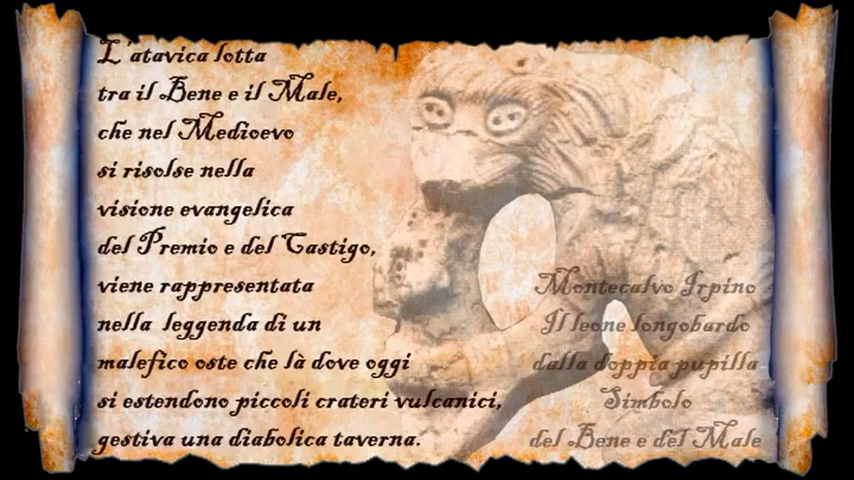 L'atavica lotta
tra il Bene e il Male,
che nel Medioevo
si risolse nella
visione evangelica
del Premio e del Castigo,
viene rappresentata
nella leggenda di un
malefico oste che là dove oggi
si estendono piccoli crateri vulcanici,
gestiva una diabolica taverna.
Montecalvo Irpino
Il leone longobardo
dalla doppia pupilla
Simbolo
del Bene e del Male